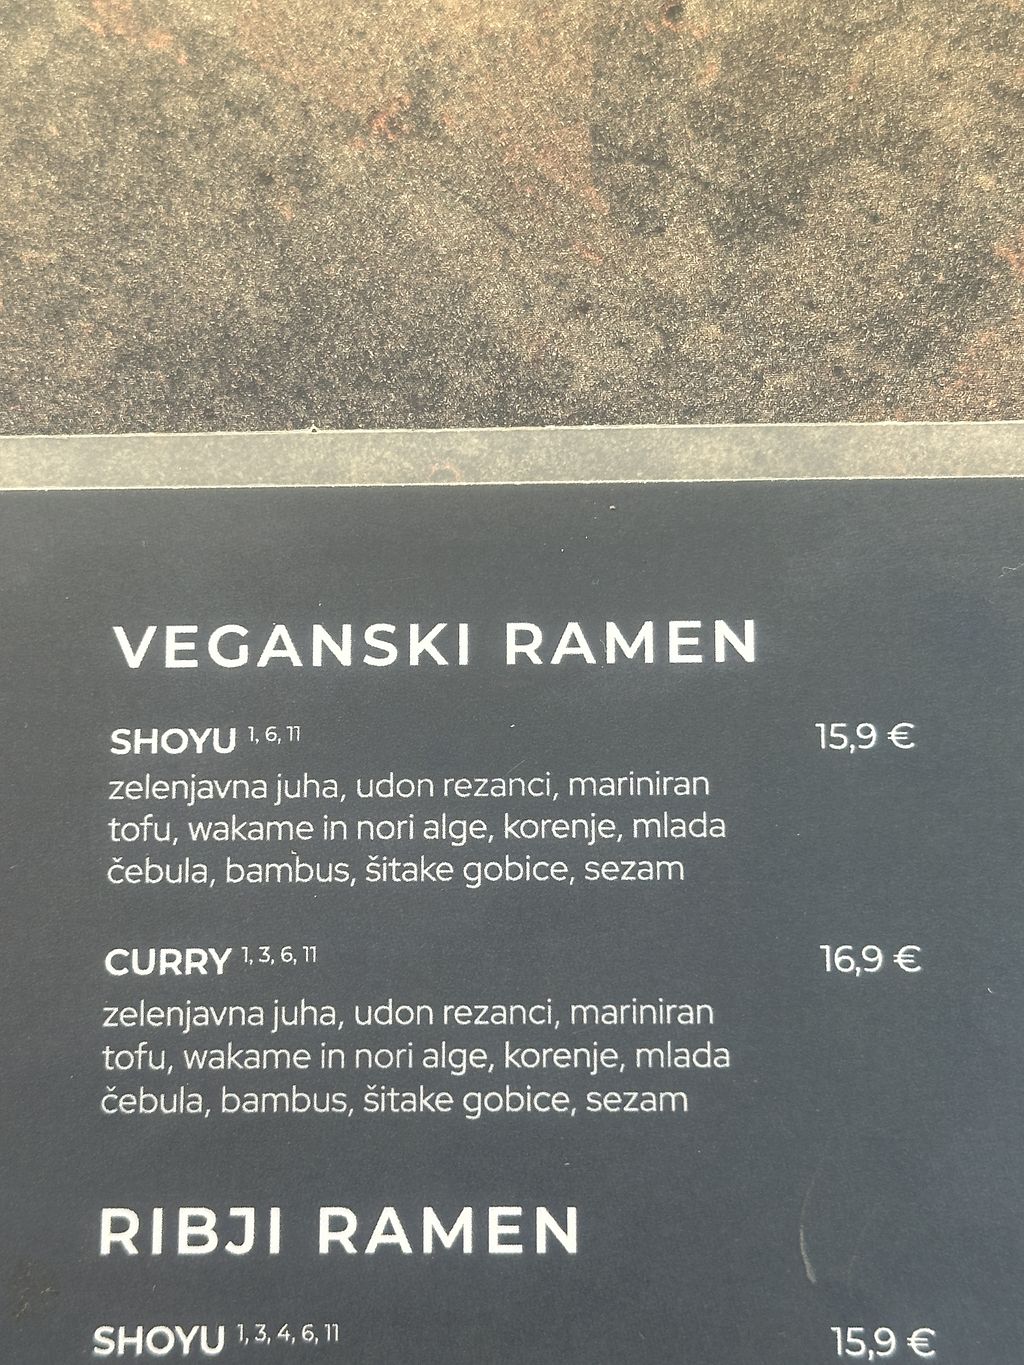 VEGANSKI RAMEN
SHOYU 1, 6, 11 15,9 €
zelenjavna juha, udon rezanci, mariniran
tofu, wakame in nori alge, korenje, mlada
čebula, bambus, šitake gobice, sezam
CURRY 1, 3, 6, 11 16,9 €
zelenjavna juha, udon rezanci, mariniran
tofu, wakame in nori alge, korenje, mlada
čebula, bambus, šitake gobice, sezam
RIBJI RAMEN
SHOYU 1, 3, 4, 6, 11 15,9 €